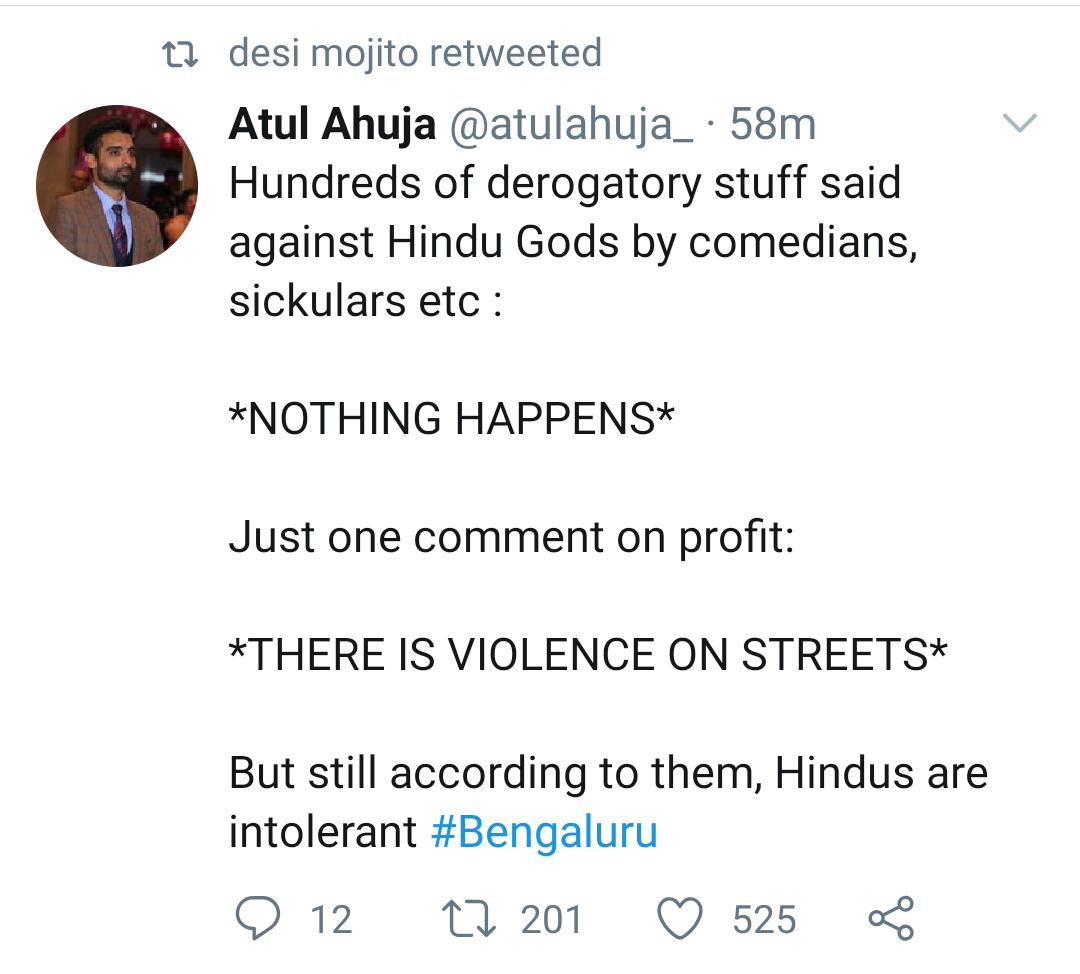 desi mojito retweeted
Atul Ahuja @atulahuja_ · 58m
Hundreds of derogatory stuff said
against Hindu Gods by comedians,
sickulars etc :
*NOTHING HAPPENS*
Just one comment on profit:
*THERE IS VIOLENCE ON STREETS*
But still according to them, Hindus are
intolerant #Bengaluru
12 201 525